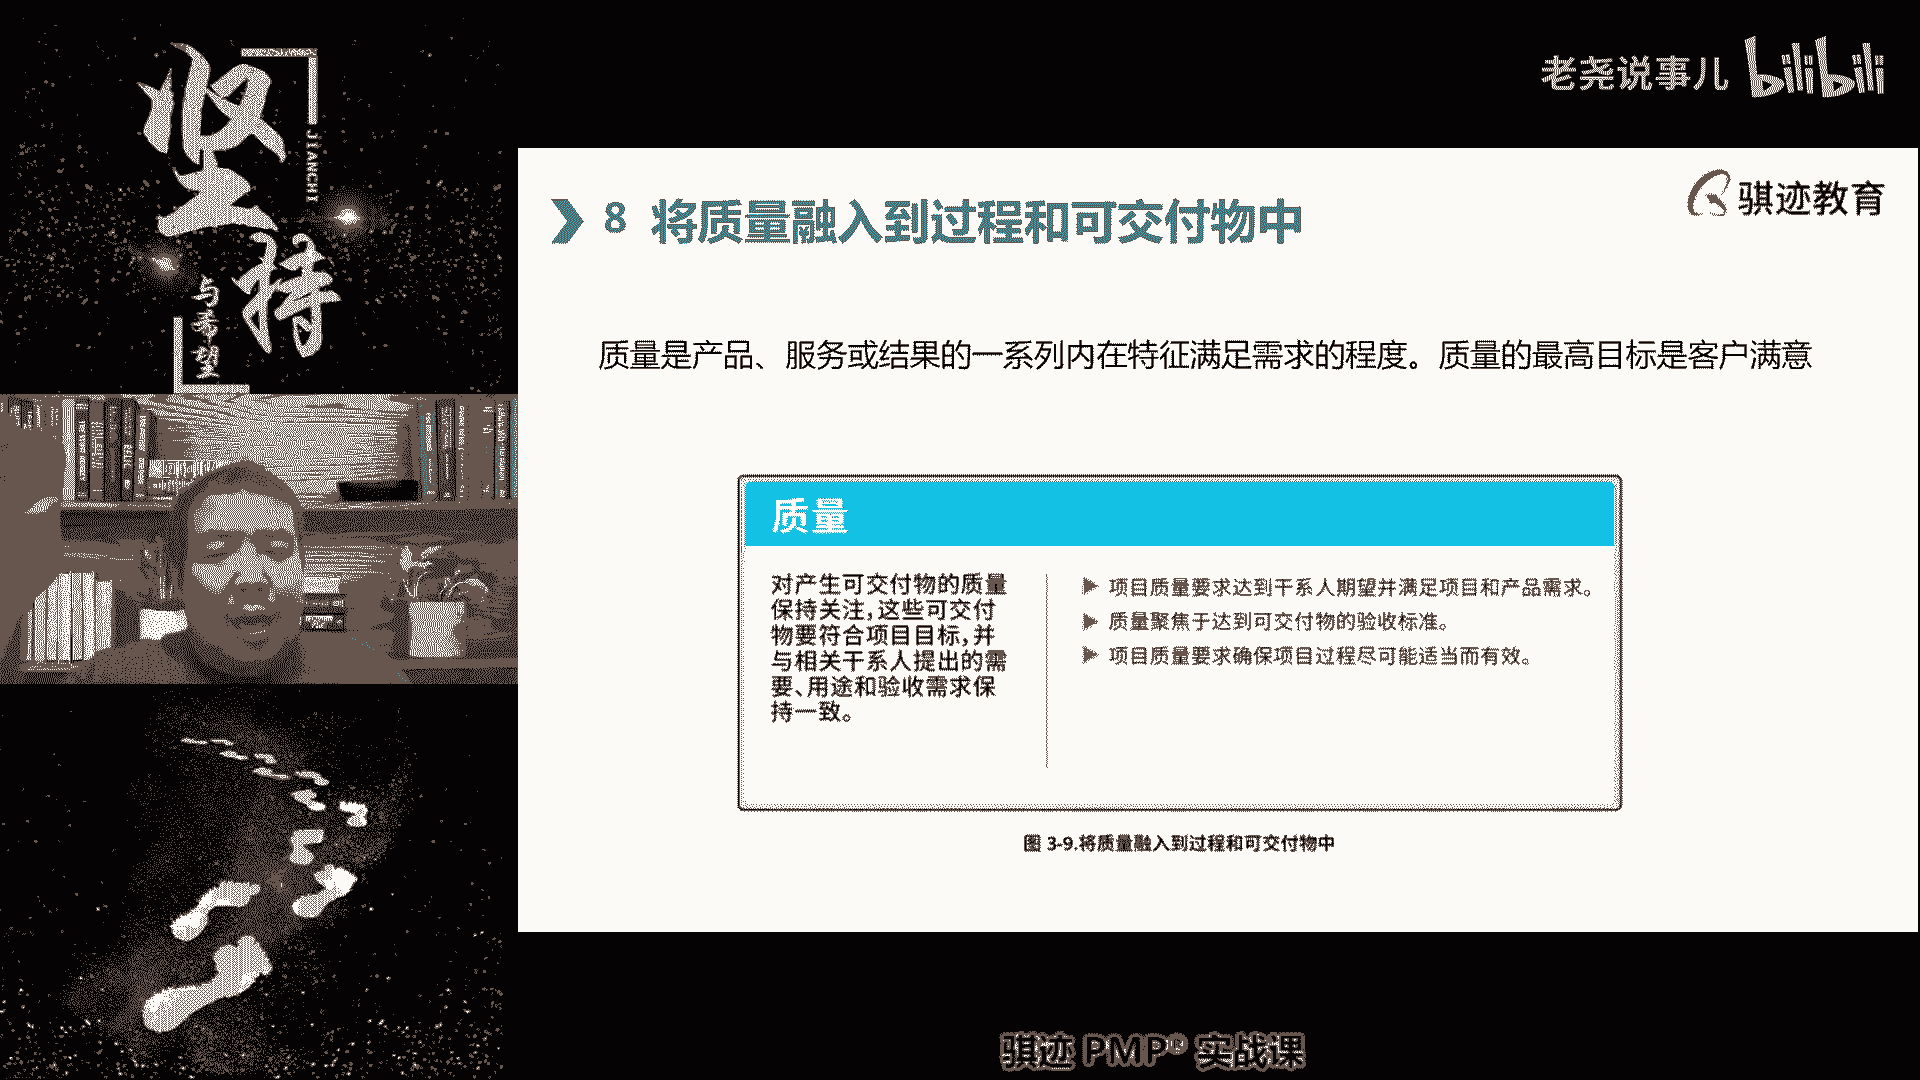 坚持
JIANCHI
与希望
老尧说事儿 bilibili
骐迹教育
8 将质量融入到过程和可交付物中
质量是产品、服务或结果的一系列内在特征满足需求的程度。质量的最高目标是客户满意
质量
对产生可交付物的质量
保持关注，这些可交付
物要符合项目目标，并
与相关干系人提出的需
要、用途和验收需求保
持一致。
▶ 项目质量要求达到干系人期望并满足项目和产品需求。
▶ 质量聚焦于达到可交付物的验收标准。
▶ 项目质量要求确保项目过程尽可能适当而有效。
图 3-9.将质量融入到过程和可交付物中
骐迹 PMP® 实战课